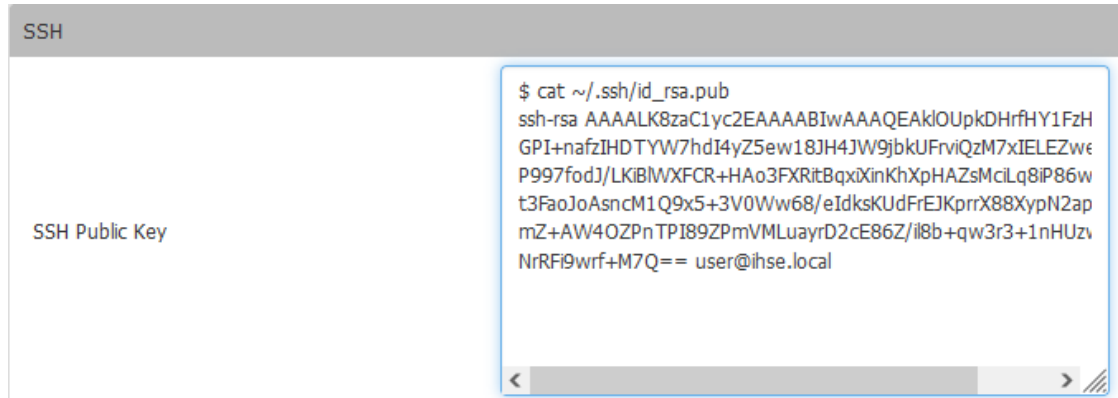 SSH
SSH Public Key
$ cat ~/.ssh/id_rsa.pub
ssh-rsa AAAALK8zaC1yc2EAAAABIwAAAQEAklOUpkDHrfHY1FzH
GPI+nafzIHDTYW7hdI4yZ5ew18JH4JW9jbkUFrviQzM7xIELEZwe
P997fodJ/LKiBlWXFCR+HAo3FXRitBqxiXinKhXpHAZsMciLq8iP86w
t3FaoJoAsncM1Q9x5+3V0Ww68/eIdksKUdFrEJKprrX88XypN2ap
mZ+AW4OZPnTPI89ZPmVMLuayrD2cE86Z/il8b+qw3r3+1nHUzv
NrRFi9wrf+M7Q== user@ihse.local